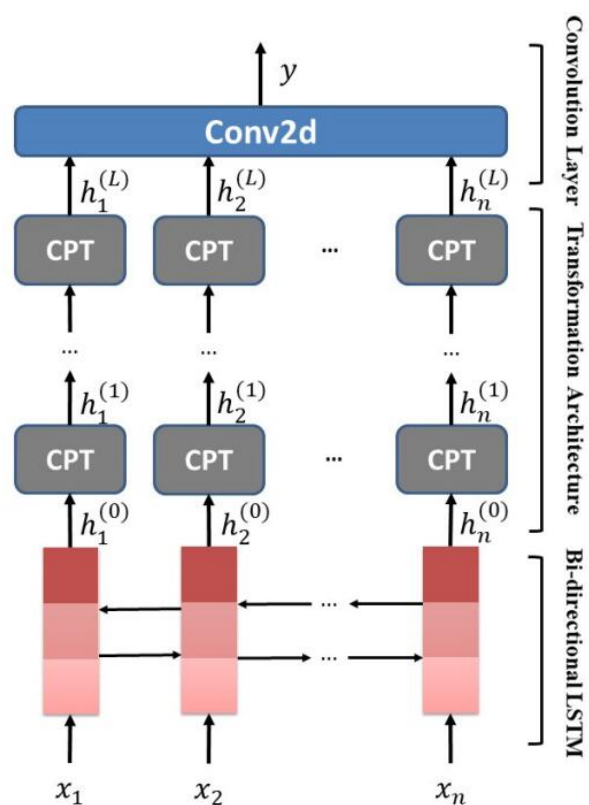 y
Conv2d
h_1^{(L)} h_2^{(L)} h_n^{(L)}
CPT CPT ... CPT
... ... ...
h_1^{(1)} h_2^{(1)} h_n^{(1)}
CPT CPT ... CPT
h_1^{(0)} h_2^{(0)} h_n^{(0)}
...
...
x_1 x_2 x_n
Convolution Layer
Transformation Architecture
Bi-directional LSTM